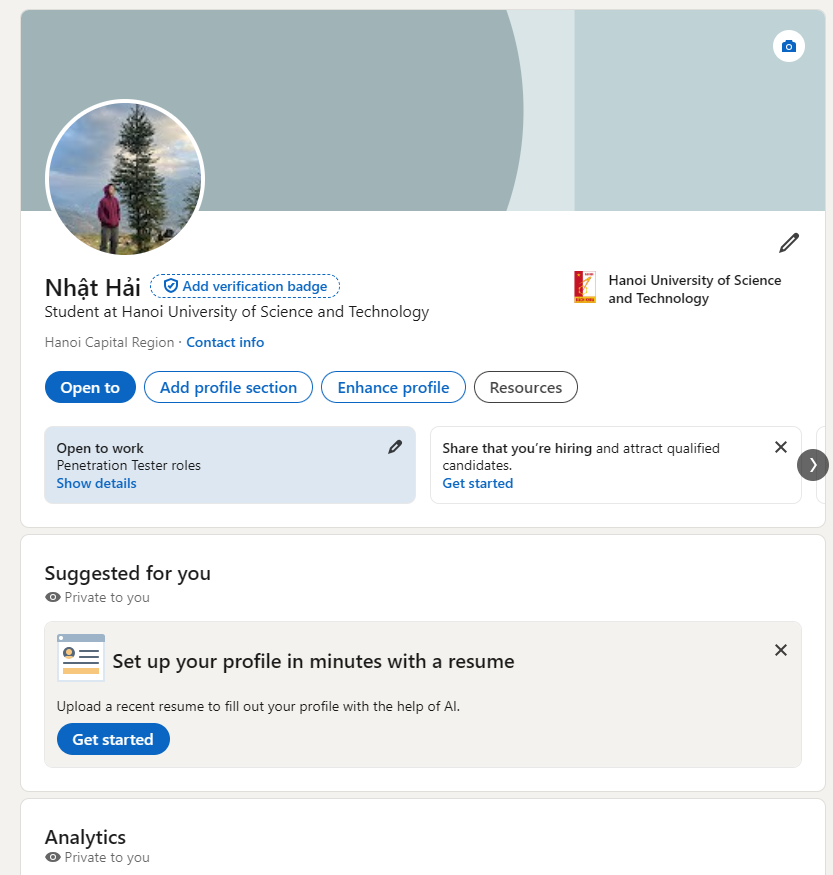 Nhật Hải
Add verification badge
Student at Hanoi University of Science and Technology
Hanoi Capital Region · Contact info
Hanoi University of Science
and Technology
Open to
Add profile section
Enhance profile
Resources
Open to work
Penetration Tester roles
Show details
Share that you’re hiring and attract qualified
candidates.
Get started
Suggested for you
Private to you
Set up your profile in minutes with a resume
Upload a recent resume to fill out your profile with the help of AI.
Get started
Analytics
Private to you